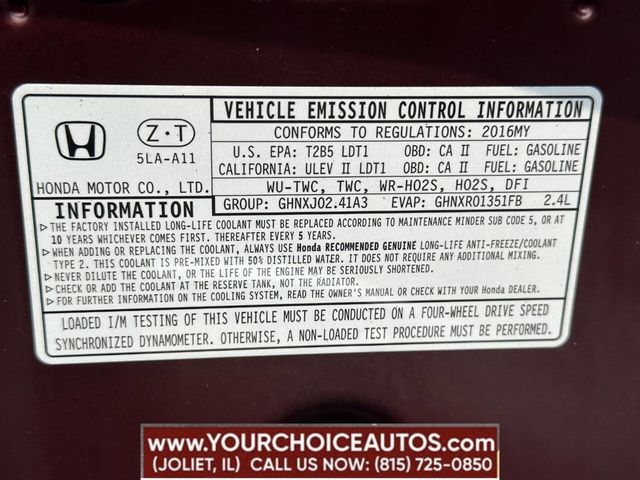 Z·T
5LA-A11
HONDA MOTOR CO., LTD.
VEHICLE EMISSION CONTROL INFORMATION
CONFORMS TO REGULATIONS: 2016MY
U.S. EPA: T2B5 LDT1 OBD: CA II FUEL: GASOLINE
CALIFORNIA: ULEV II LDT1 OBD: CA II FUEL: GASOLINE
WU-TWC, TWC, WR-HO2S, HO2S, DFI
GROUP: GHNXJ02.41A3 EVAP: GHNXR01351FB 2.4L
INFORMATION
▷THE FACTORY INSTALLED LONG-LIFE COOLANT MUST BE REPLACED ACCORDING TO MAINTENANCE MINDER SUB CODE 5, OR AT
10 YEARS WHICHEVER COMES FIRST. THEREAFTER EVERY 5 YEARS.
▷WHEN ADDING OR REPLACING THE COOLANT, ALWAYS USE Honda RECOMMENDED GENUINE LONG-LIFE ANTI-FREEZE/COOLANT
TYPE 2. THIS COOLANT IS PRE-MIXED WITH 50% DISTILLED WATER. IT DOES NOT REQUIRE ANY ADDITIONAL MIXING.
▷NEVER DILUTE THE COOLANT, OR THE LIFE OF THE ENGINE MAY BE SERIOUSLY SHORTENED.
▷CHECK OR ADD THE COOLANT AT THE RESERVE TANK, NOT THE RADIATOR.
▷FOR FURTHER INFORMATION ON THE COOLING SYSTEM, READ THE OWNER'S MANUAL OR CHECK WITH YOUR Honda DEALER.
LOADED I/M TESTING OF THIS VEHICLE MUST BE CONDUCTED ON A FOUR-WHEEL DRIVE SPEED
SYNCHRONIZED DYNAMOMETER. OTHERWISE, A NON-LOADED TEST PROCEDURE MUST BE PERFORMED.
WWW.YOURCHOICEAUTOS.COM
(JOLIET, IL) CALL US NOW: (815) 725-0850